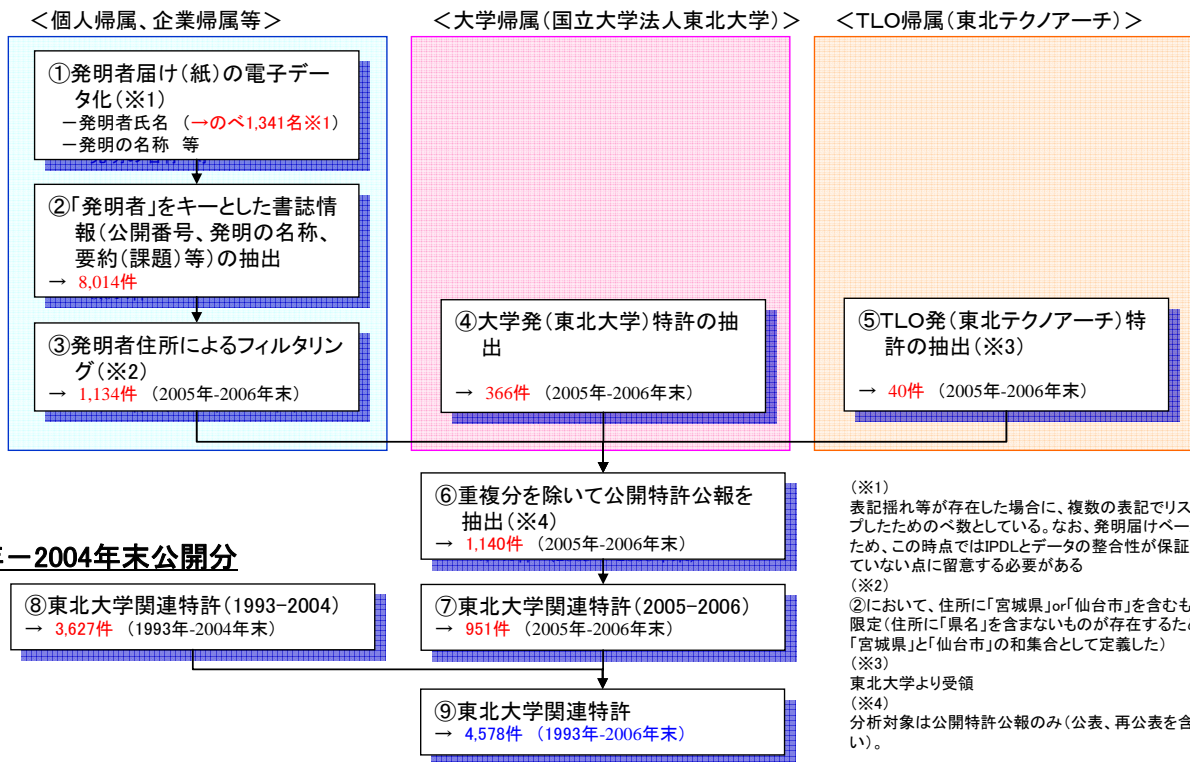 ＜個人帰属、企業帰属等＞
①発明者届け（紙）の電子デー
タ化（※1）
－発明者氏名 （→のべ1,341名※1）
－発明の名称 等
②「発明者」をキーとした書誌情
報（公開番号、発明の名称、
要約（課題）等）の抽出
→ 8,014件
③発明者住所によるフィルタリン
グ（※2）
→ 1,134件 （2005年-2006年末）
＜大学帰属（国立大学法人東北大学）＞
④大学発（東北大学）特許の抽
出
→ 366件 （2005年-2006年末）
＜TLO帰属（東北テクノアーチ）＞
⑤TLO発（東北テクノアーチ）特
許の抽出（※3）
→ 40件 （2005年-2006年末）
⑥重複分を除いて公開特許公報を
抽出（※4）
→ 1,140件 （2005年-2006年末）
年－2004年末公開分
⑧東北大学関連特許（1993-2004）
→ 3,627件 （1993年-2004年末）
⑦東北大学関連特許（2005-2006）
→ 951件 （2005年-2006年末）
⑨東北大学関連特許
→ 4,578件 （1993年-2006年末）
（※1）
表記揺れ等が存在した場合に、複数の表記でリス
プしたためのべ数としている。なお、発明届けベー
ため、この時点ではIPDLとデータの整合性が保証
ていない点に留意する必要がある
（※2）
②において、住所に「宮城県」or「仙台市」を含むも
限定（住所に「県名」を含まないものが存在するため
「宮城県」と「仙台市」の和集合として定義した）
（※3）
東北大学より受領
（※4）
分析対象は公開特許公報のみ（公表、再公表を含
い）。